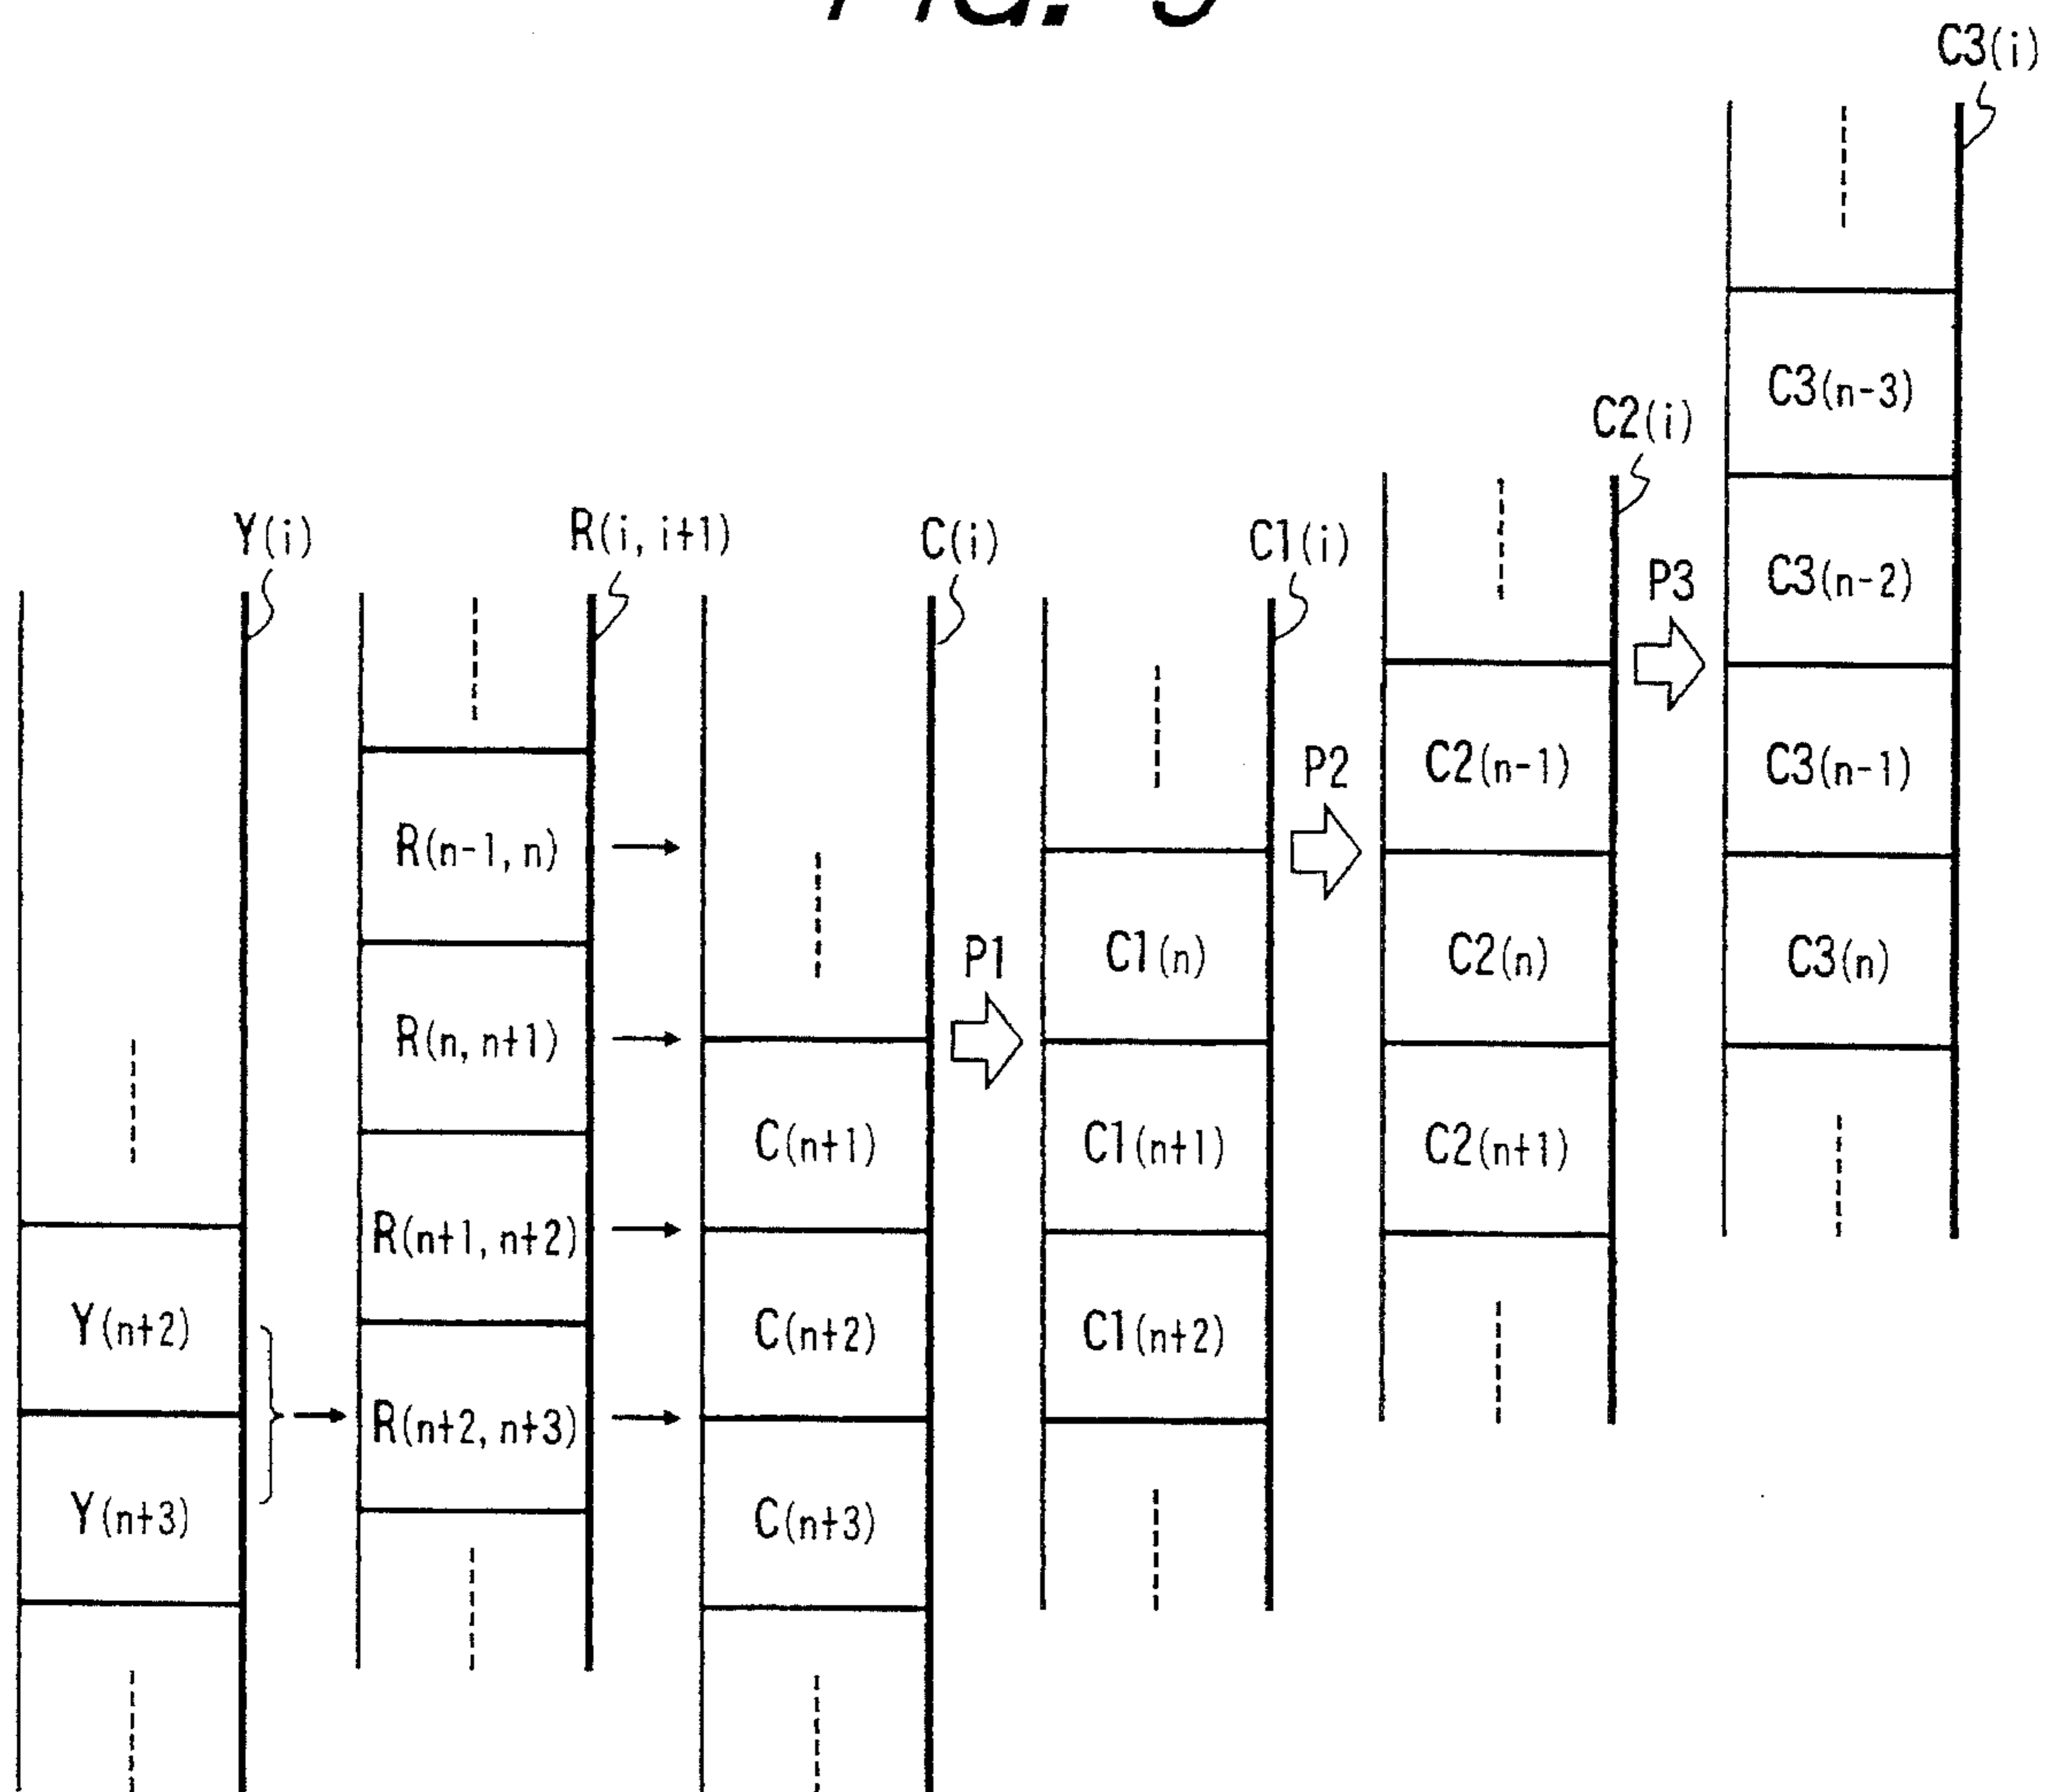 C3(i)
C3(n-3)
C2(i)
Y(i)
R(i, i+1)
C(i)
C1(i)
P3
C3(n-2)
P2
C2(n-1)
C3(n-1)
R(n-1, n)
P1
C1(n)
C2(n)
C3(n)
R(n, n+1)
C(n+1)
C1(n+1)
C2(n+1)
R(n+1, n+2)
Y(n+2)
C(n+2)
C1(n+2)
R(n+2, n+3)
Y(n+3)
C(n+3)